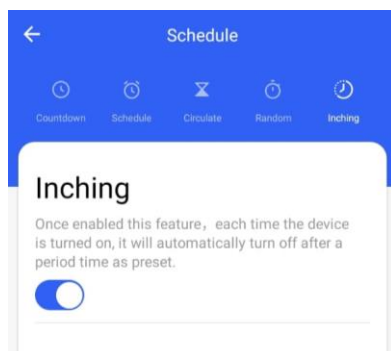 Schedule
Countdown Schedule Circulate Random Inching
Inching
Once enabled this feature，each time the device
is turned on, it will automatically turn off after a
period time as preset.